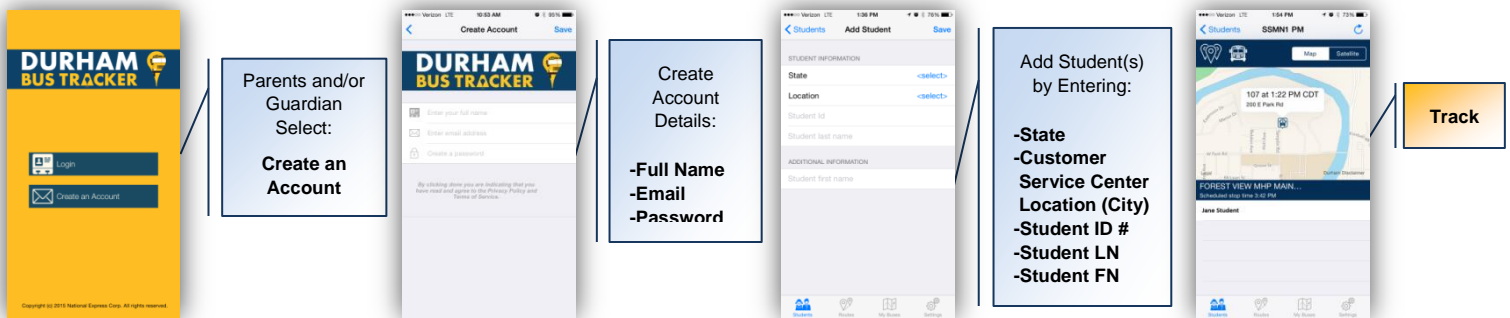 DURHAM
BUS TRACKER
Login
Create an Account
Copyright (c) 2015 National Express Corp. All rights reserved.
Parents and/or
Guardian
Select:
Create an
Account
Verizon LTE 10:53 AM 95%
Create Account Save
DURHAM
BUS TRACKER
Enter your full name
Enter email address
Create a password
By clicking done you are indicating that you
have read and agree to the Privacy Policy and
Terms of Service.
Create
Account
Details:
-Full Name
-Email
-Password
Verizon LTE 1:36 PM 76%
Students Add Student Save
STUDENT INFORMATION
State <select>
Location <select>
Student Id
Student last name
ADDITIONAL INFORMATION
Student first name
Students Routes My Buses Settings
Add Student(s)
by Entering:
-State
-Customer
Service Center
Location (City)
-Student ID #
-Student LN
-Student FN
Verizon LTE 1:54 PM 73%
Students SSMN1 PM
Map Satellite
107 at 1:22 PM CDT
200 E Park Rd
Legal
Durham Disclaimer
FOREST VIEW MHP MAIN...
Scheduled stop time 3:42 PM
Jane Student
Students Routes My Buses Settings
Track